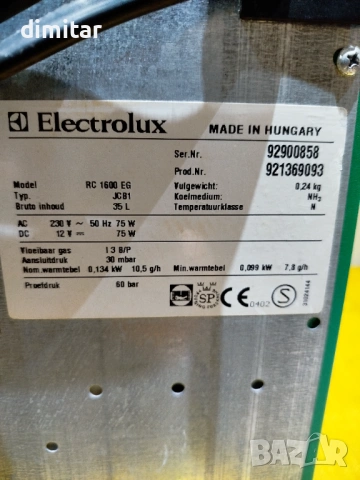 dimitar
Electrolux MADE IN HUNGARY
Ser.Nr. 92900858
Prod.Nr. 921369093
Model RC 1600 EG Vulgewicht: 0,24 kg
Typ. JC81 Koelmedium: NH₃
Bruto inhoud 35 L Temperatuurklasse N
AC 230 V ~ 50 Hz 75 W
DC 12 V ⎓ 75 W
Vloeibaar gas I 3 B/P
Aansluitdruk 30 mbar
Nom.warmtebel 0,134 kW 10,5 g/h Min.warmtebel 0,099 kW 7,8 g/h
Proefdruk 60 bar
SP CE 0402 S
BAZAR